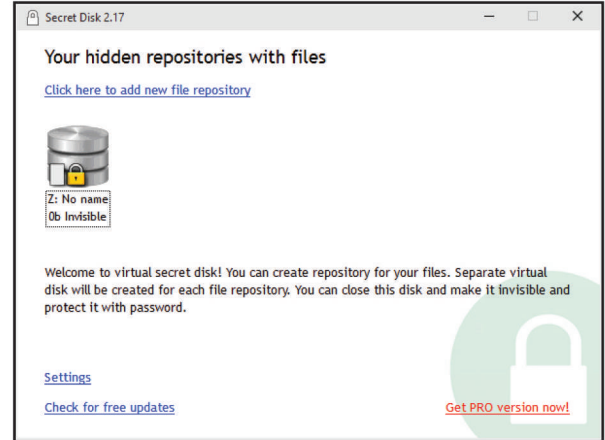 Secret Disk 2.17
Your hidden repositories with files
Click here to add new file repository
Z: No name
0b Invisible
Welcome to virtual secret disk! You can create repository for your files. Separate virtual
disk will be created for each file repository. You can close this disk and make it invisible and
protect it with password.
Settings
Check for free updates
Get PRO version now!